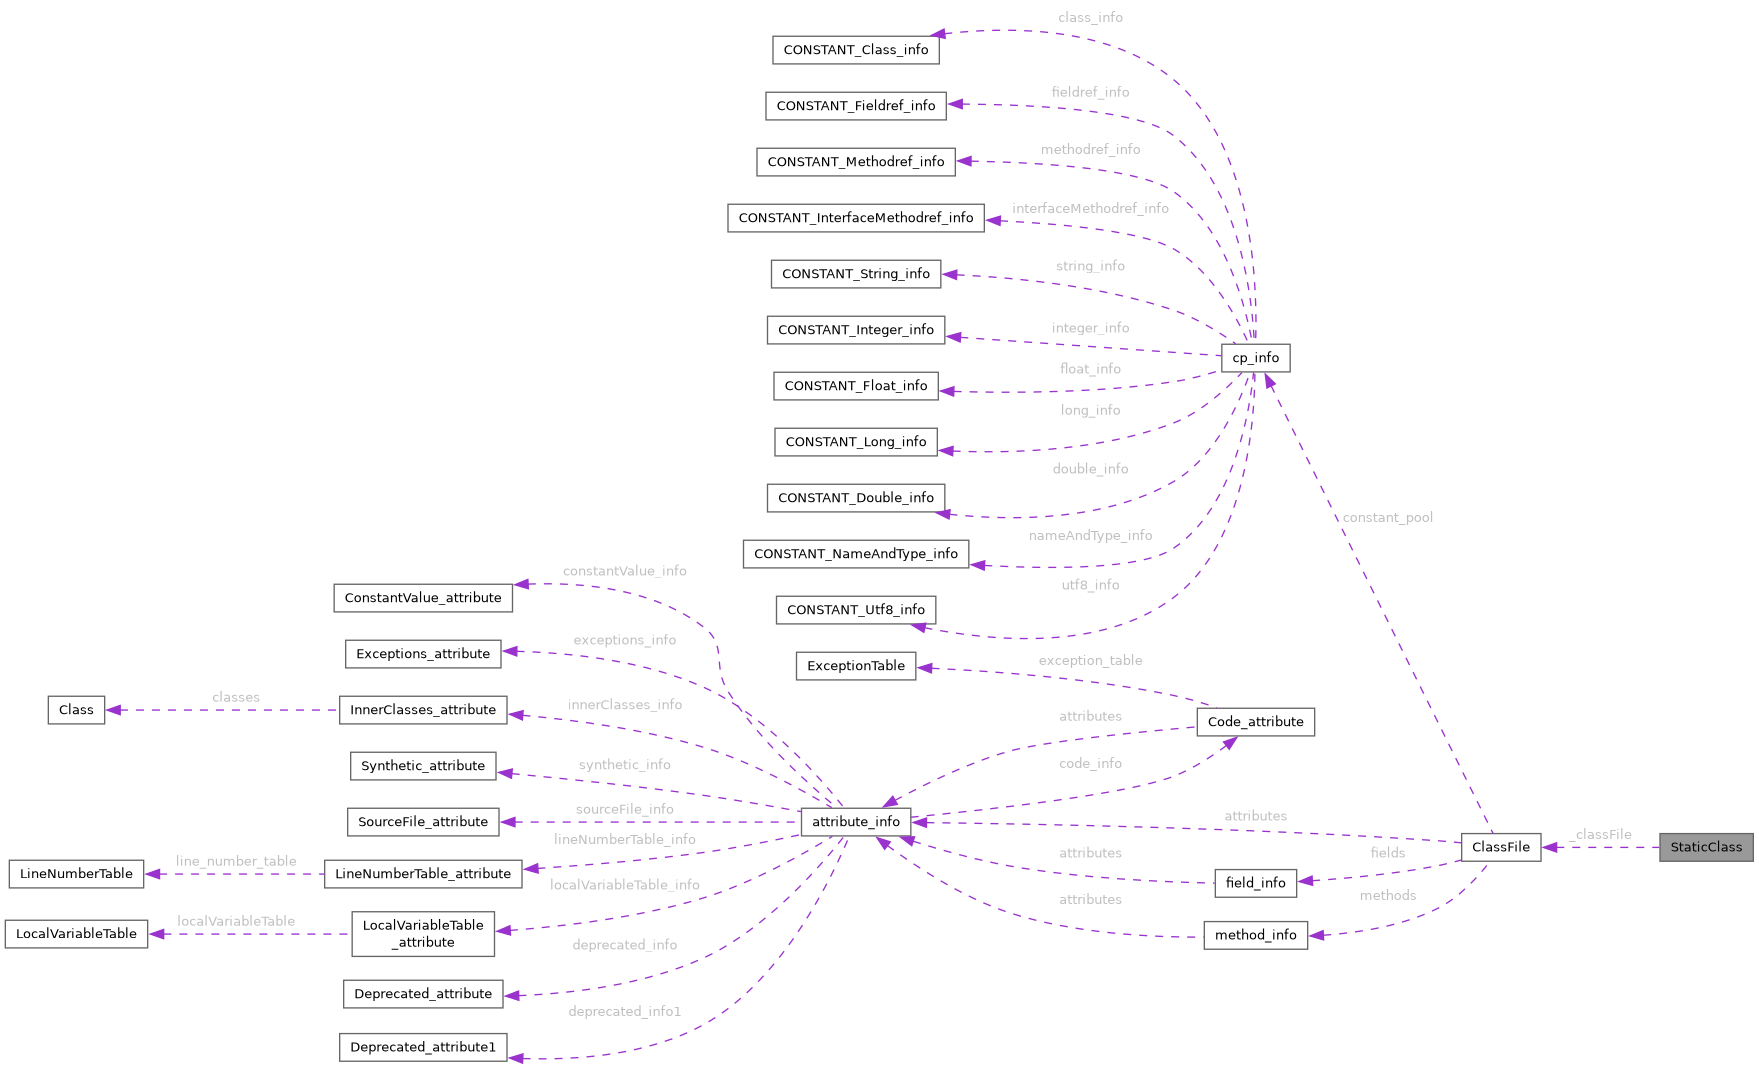 class_info
CONSTANT_Class_info
fieldref_info
CONSTANT_Fieldref_info
methodref_info
CONSTANT_Methodref_info
interfaceMethodref_info
CONSTANT_InterfaceMethodref_info
string_info
CONSTANT_String_info
integer_info
CONSTANT_Integer_info
cp_info
float_info
CONSTANT_Float_info
long_info
CONSTANT_Long_info
double_info
CONSTANT_Double_info
constant_pool
nameAndType_info
CONSTANT_NameAndType_info
constantValue_info
utf8_info
ConstantValue_attribute
CONSTANT_Utf8_info
exceptions_info
Exceptions_attribute
exception_table
ExceptionTable
classes
innerClasses_info
Class
InnerClasses_attribute
attributes
Code_attribute
synthetic_info
code_info
Synthetic_attribute
sourceFile_info
SourceFile_attribute
attribute_info
attributes
lineNumberTable_info
_classFile
ClassFile
StaticClass
line_number_table
attributes
fields
LineNumberTable
LineNumberTable_attribute
localVariableTable_info
field_info
attributes
methods
localVariableTable
LocalVariableTable
LocalVariableTable
_attribute
method_info
deprecated_info
Deprecated_attribute
deprecated_info1
Deprecated_attribute1